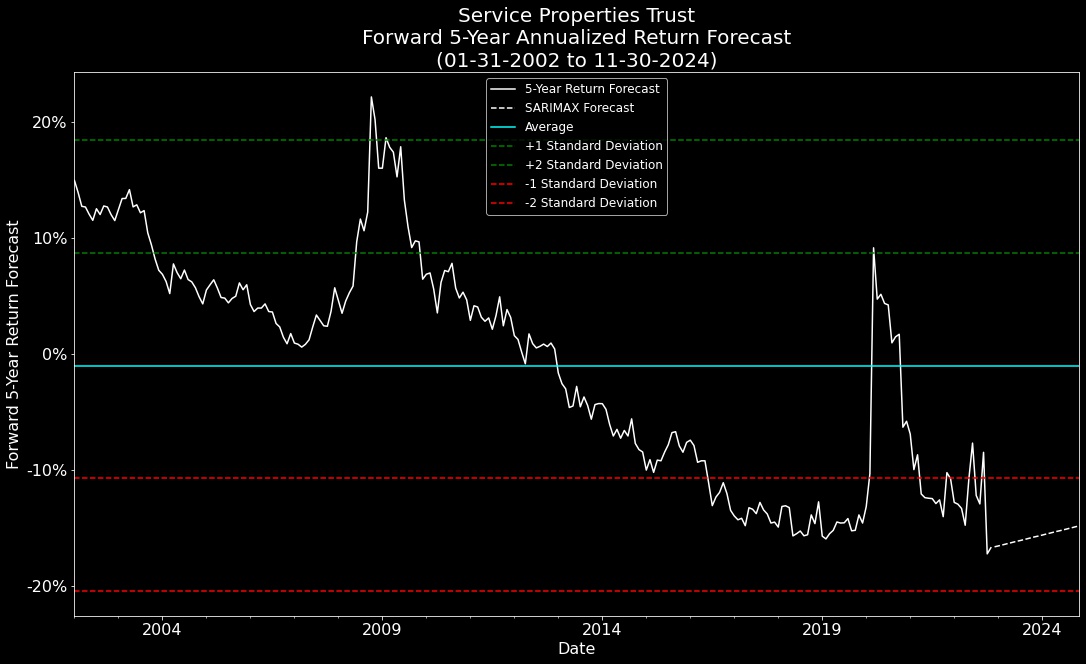 Service Properties Trust
Forward 5-Year Annualized Return Forecast
(01-31-2002 to 11-30-2024)
5-Year Return Forecast
SARIMAX Forecast
Average
+1 Standard Deviation
+2 Standard Deviation
-1 Standard Deviation
-2 Standard Deviation
Forward 5-Year Return Forecast
20%
10%
0%
-10%
-20%
2004 2009 2014 2019 2024
Date